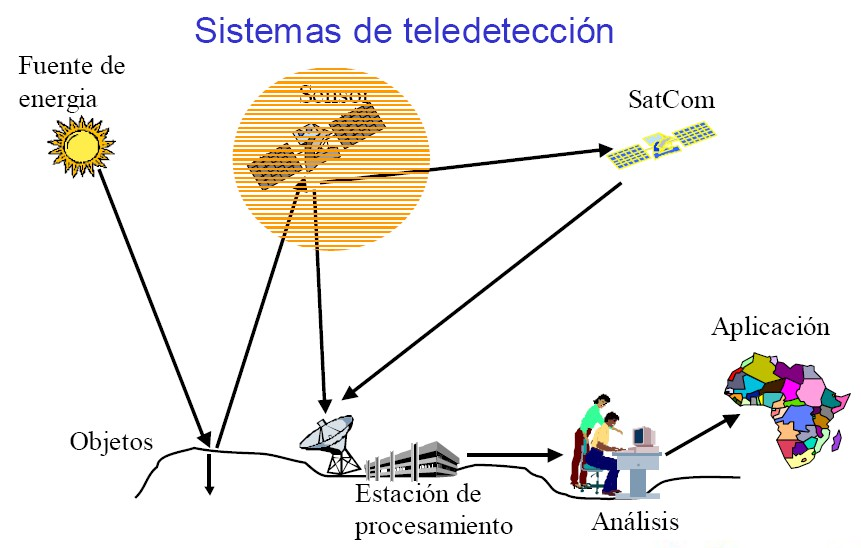 Sistemas de teledetección
Fuente de
energia
Sensor
SatCom
Aplicación
Objetos
Estación de
procesamiento
Análisis